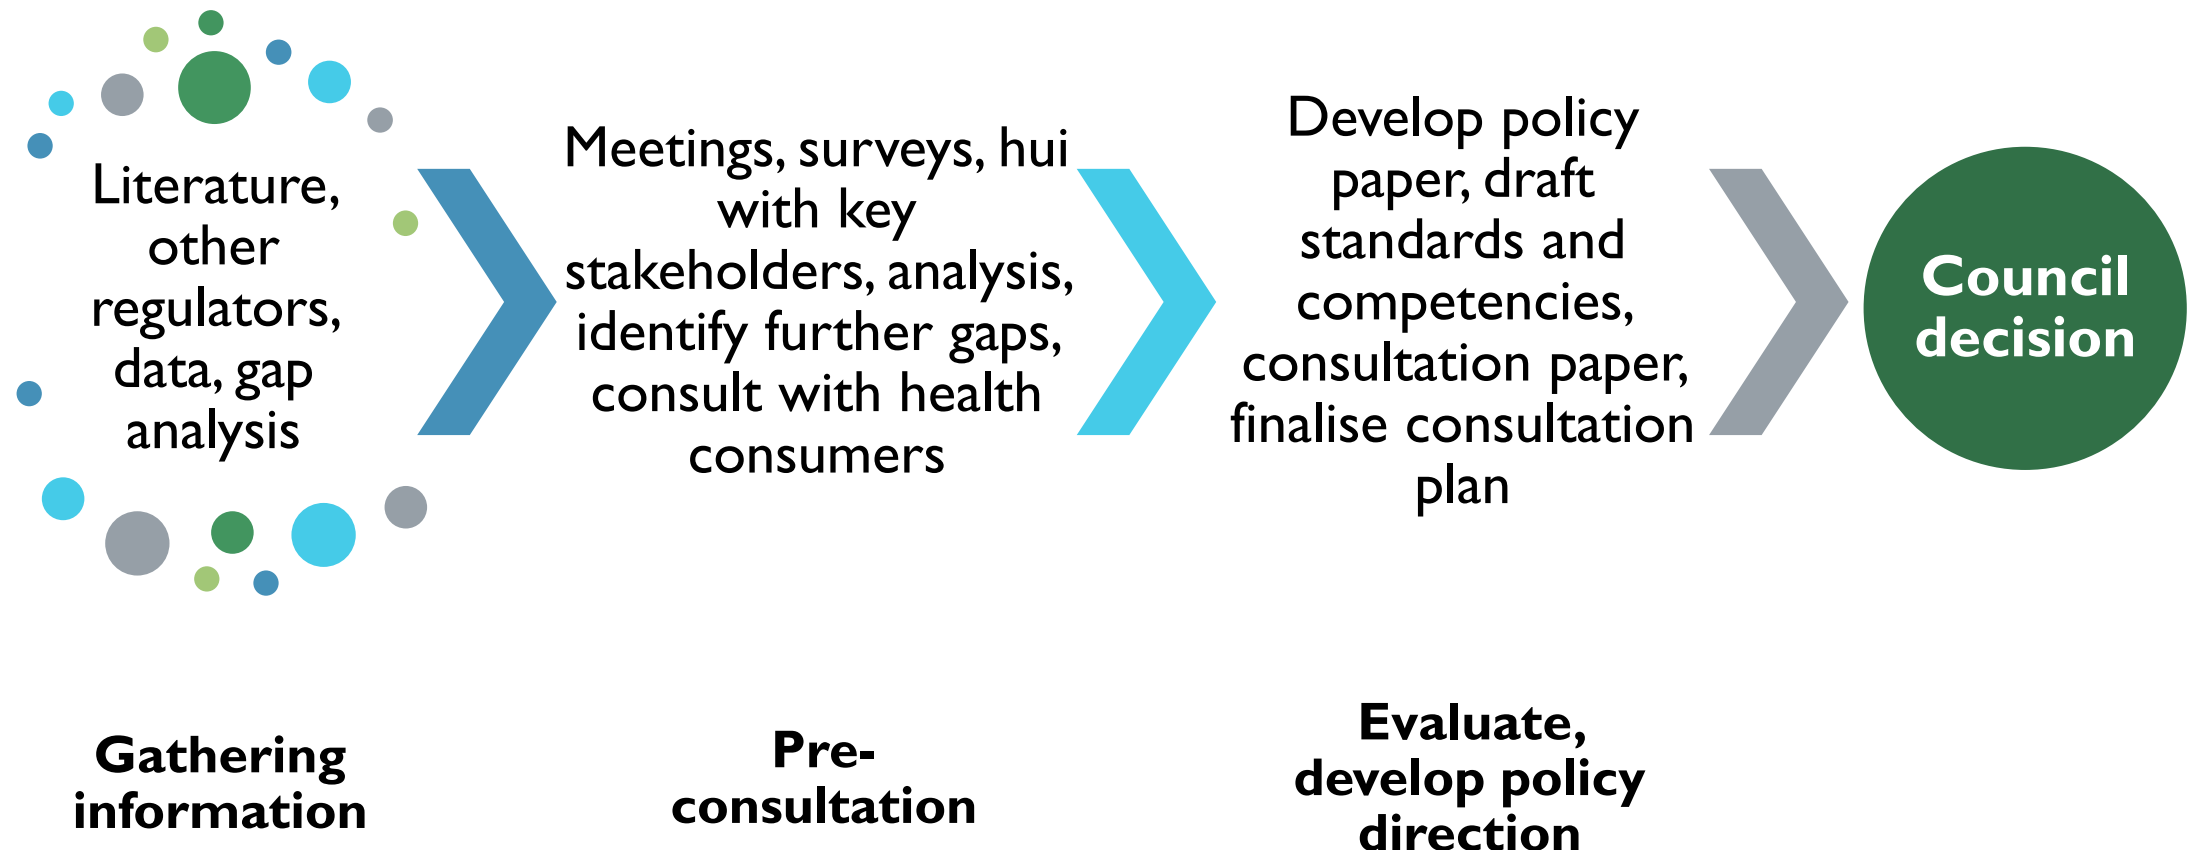 Literature,
other
regulators,
data, gap
analysis
Meetings, surveys, hui
with key
stakeholders, analysis,
identify further gaps,
consult with health
consumers
Develop policy
paper, draft
standards and
competencies,
consultation paper,
finalise consultation
plan
Council
decision
Gathering
information
Pre-
consultation
Evaluate,
develop policy
direction